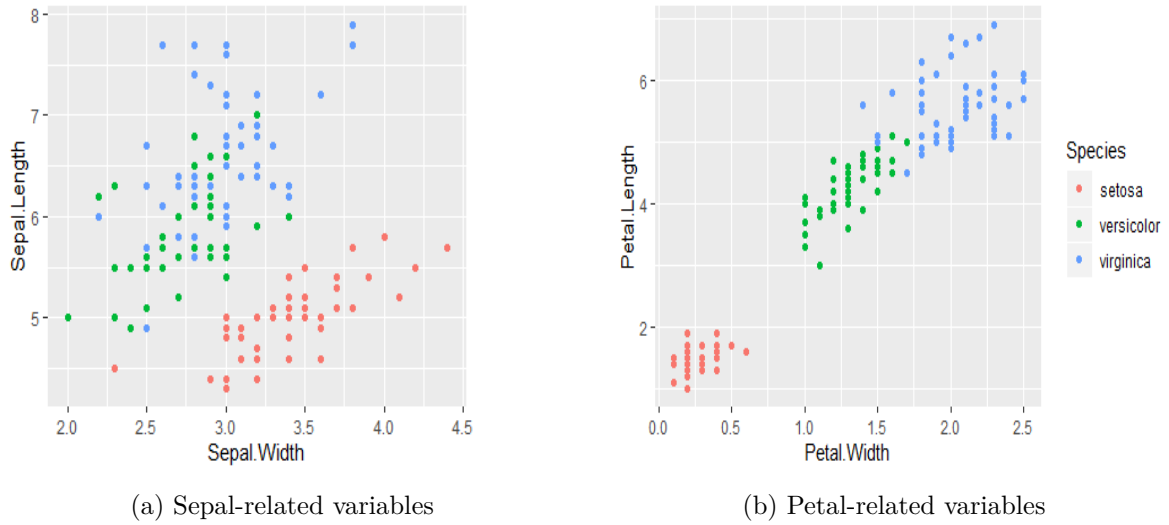 8
7
6
5
Sepal.Length
2.0 2.5 3.0 3.5 4.0 4.5
Sepal.Width
(a) Sepal-related variables
6
4
2
Petal.Length
0.0 0.5 1.0 1.5 2.0 2.5
Petal.Width
Species
setosa
versicolor
virginica
(b) Petal-related variables